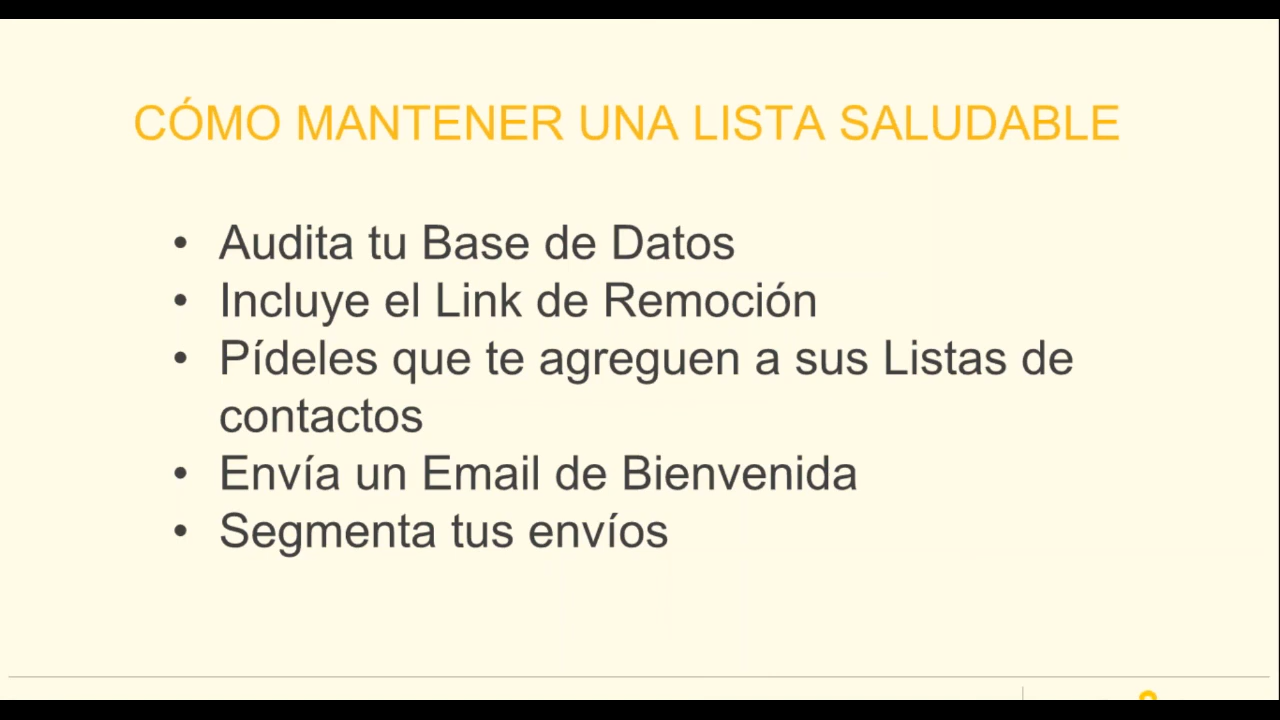 CÓMO MANTENER UNA LISTA SALUDABLE
• Audita tu Base de Datos
• Incluye el Link de Remoción
• Pídeles que te agreguen a sus Listas de
contactos
• Envía un Email de Bienvenida
• Segmenta tus envíos